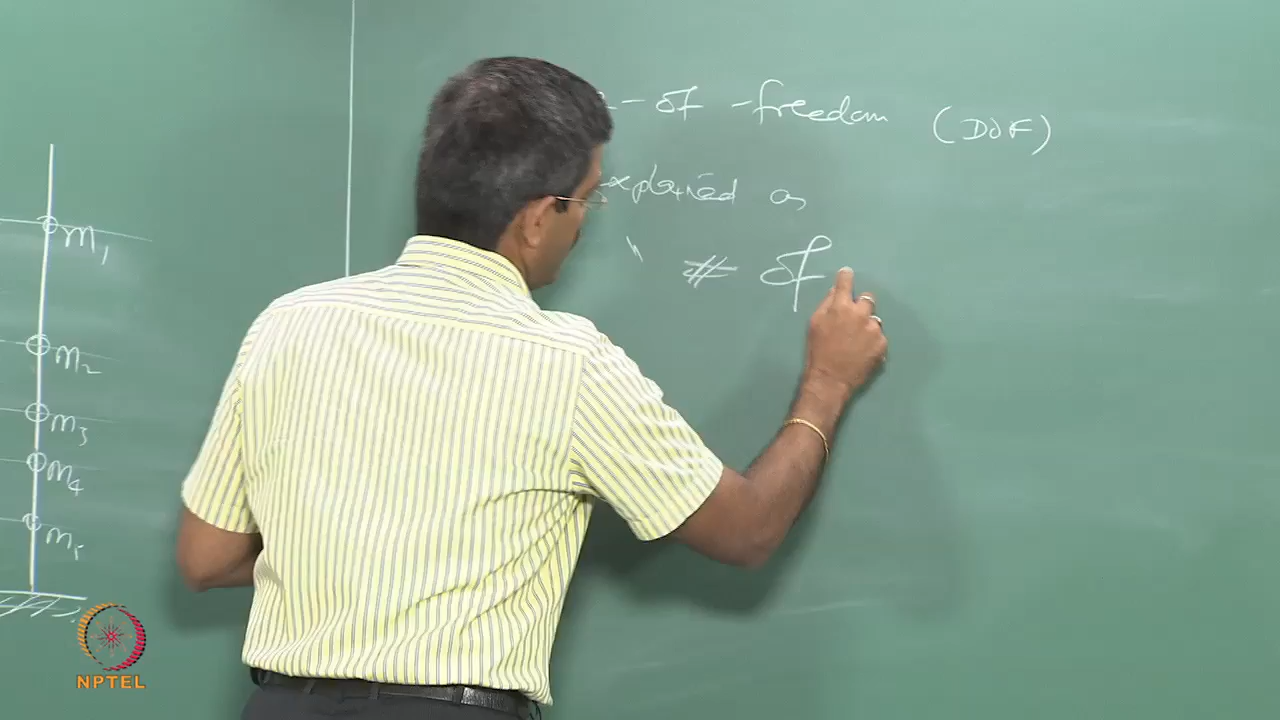 -of-freedom (DOF)
explained as
" # of
m1
m2
m3
m4
m5
NPTEL